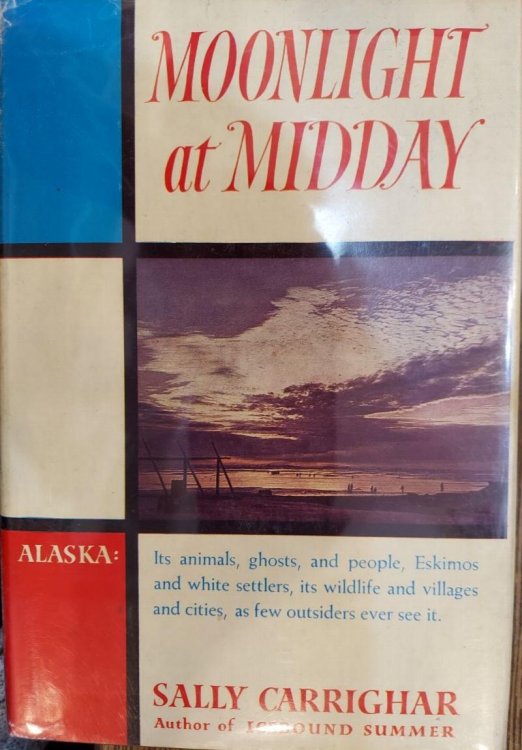 MOONLIGHT
at MIDDAY
ALASKA:
Its animals, ghosts, and people, Eskimos
and white settlers, its wildlife and villages
and cities, as few outsiders ever see it.
SALLY CARRIGHAR
Author of ICEBOUND SUMMER